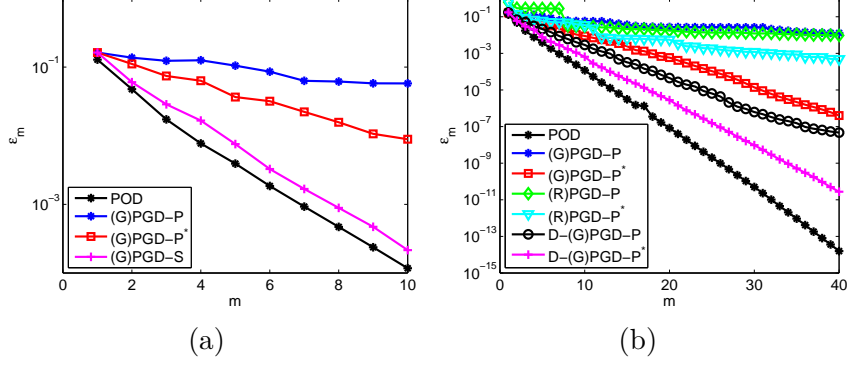 10^-1
10^-3
ε_m
0 2 4 6 8 10
m
POD
(G)PGD-P
(G)PGD-P*
(G)PGD-S
(a)
10^-1
10^-3
10^-5
10^-7
10^-9
10^-11
10^-13
10^-15
ε_m
0 10 20 30 40
m
POD
(G)PGD-P
(G)PGD-P*
(R)PGD-P
(R)PGD-P*
D-(G)PGD-P
D-(G)PGD-P*
(b)